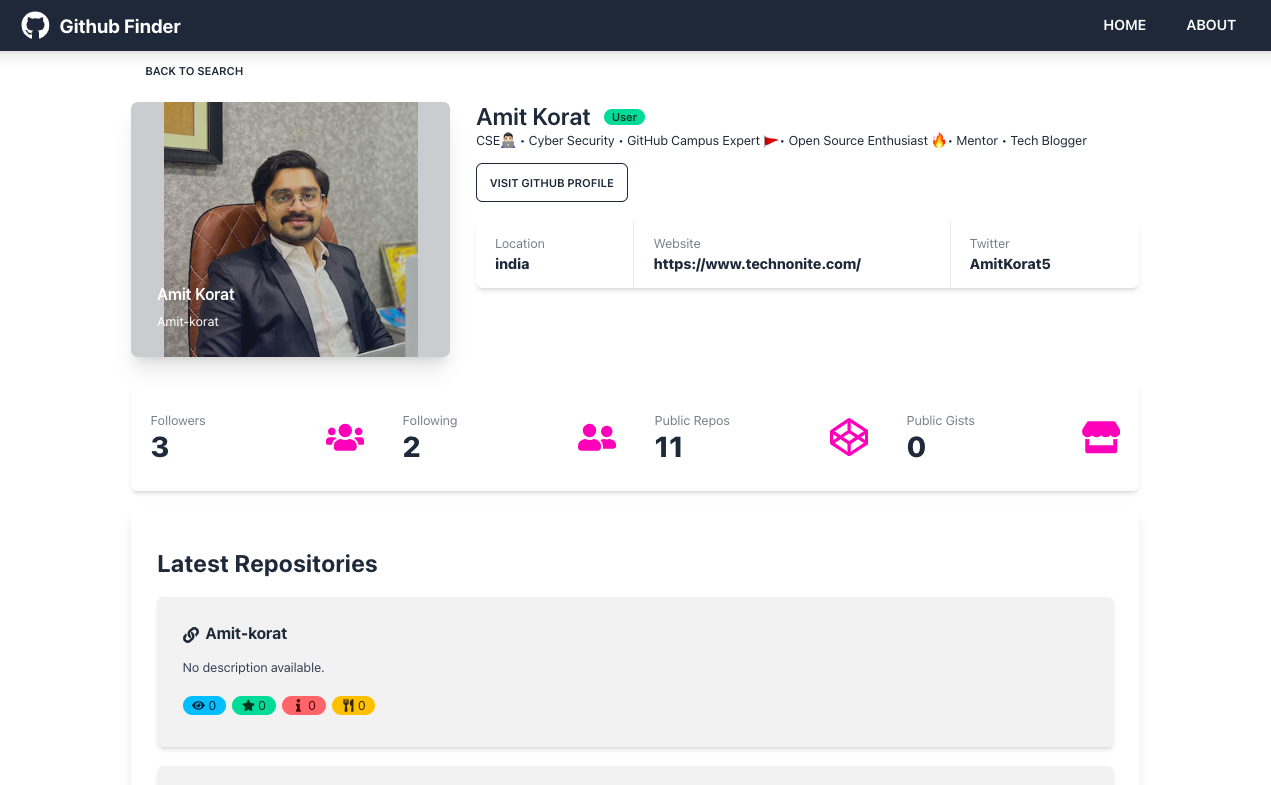 Github Finder
HOME
ABOUT
BACK TO SEARCH
Amit Korat
Amit-korat
Amit Korat User
CSE👨🏻‍💻 • Cyber Security • GitHub Campus Expert 🚩• Open Source Enthusiast 🔥• Mentor • Tech Blogger
VISIT GITHUB PROFILE
Location
india
Website
https://www.technonite.com/
Twitter
AmitKorat5
Followers
3
Following
2
Public Repos
11
Public Gists
0
Latest Repositories
Amit-korat
No description available.
0 0 0 0